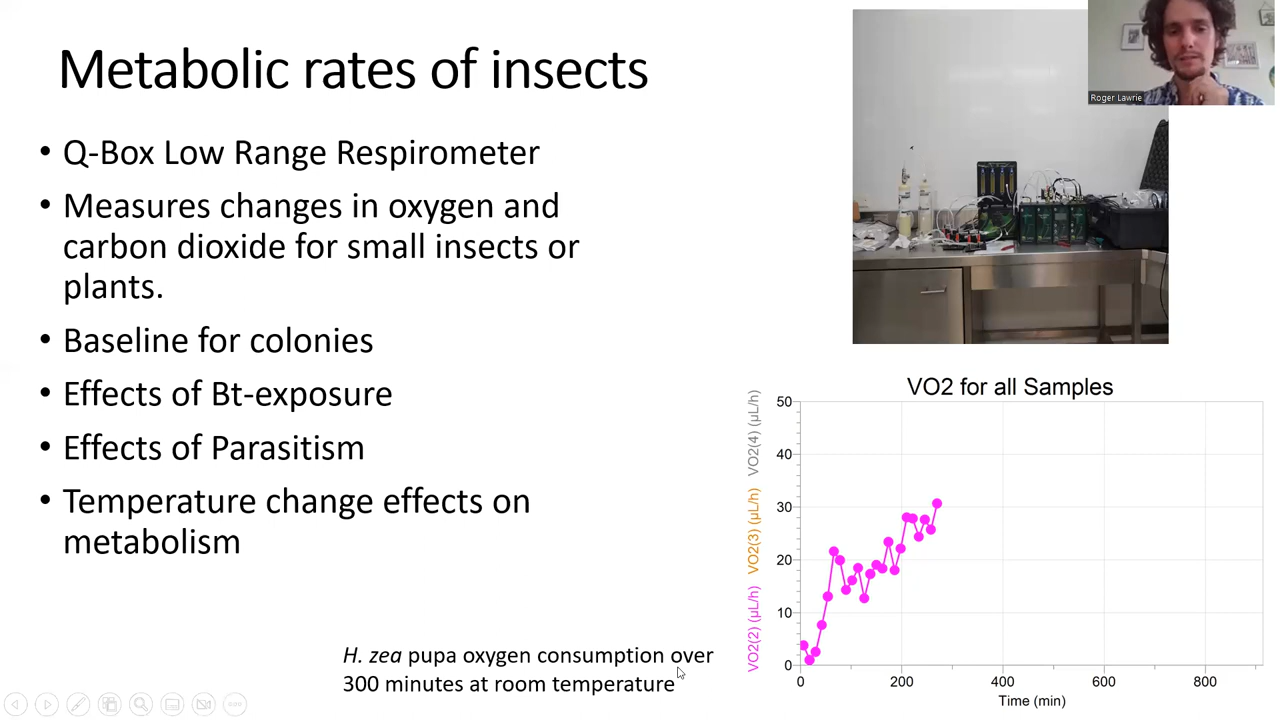 Metabolic rates of insects
• Q-Box Low Range Respirometer
• Measures changes in oxygen and
carbon dioxide for small insects or
plants.
• Baseline for colonies
• Effects of Bt-exposure
• Effects of Parasitism
• Temperature change effects on
metabolism
H. zea pupa oxygen consumption over
300 minutes at room temperature
Roger Lawrie
VO2 for all Samples
VO2(4) (µL/h)
VO2(3) (µL/h)
VO2(2) (µL/h)
50
40
30
20
10
0
0 200 400 600 800
Time (min)